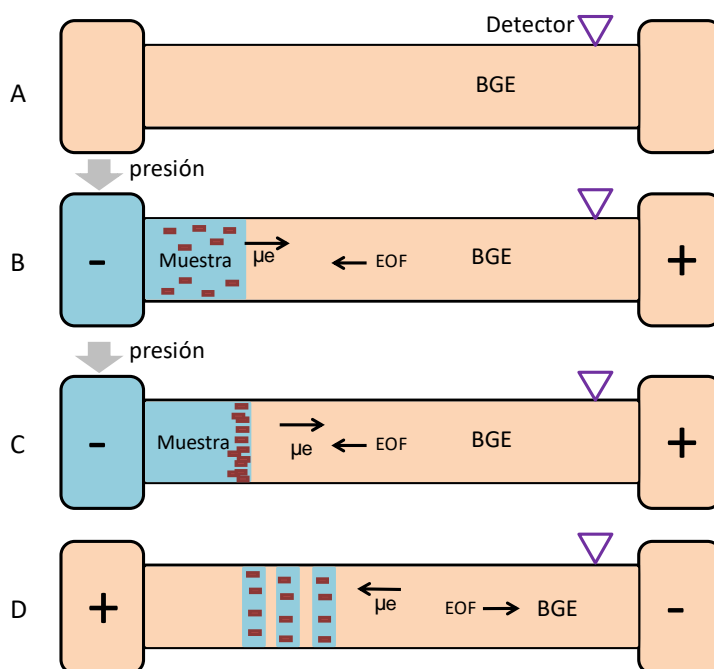 Detector
A
BGE
presión
B
-
Muestra
µe
EOF
BGE
+
presión
C
-
Muestra
µe
EOF
BGE
+
D
+
µe
EOF
BGE
-